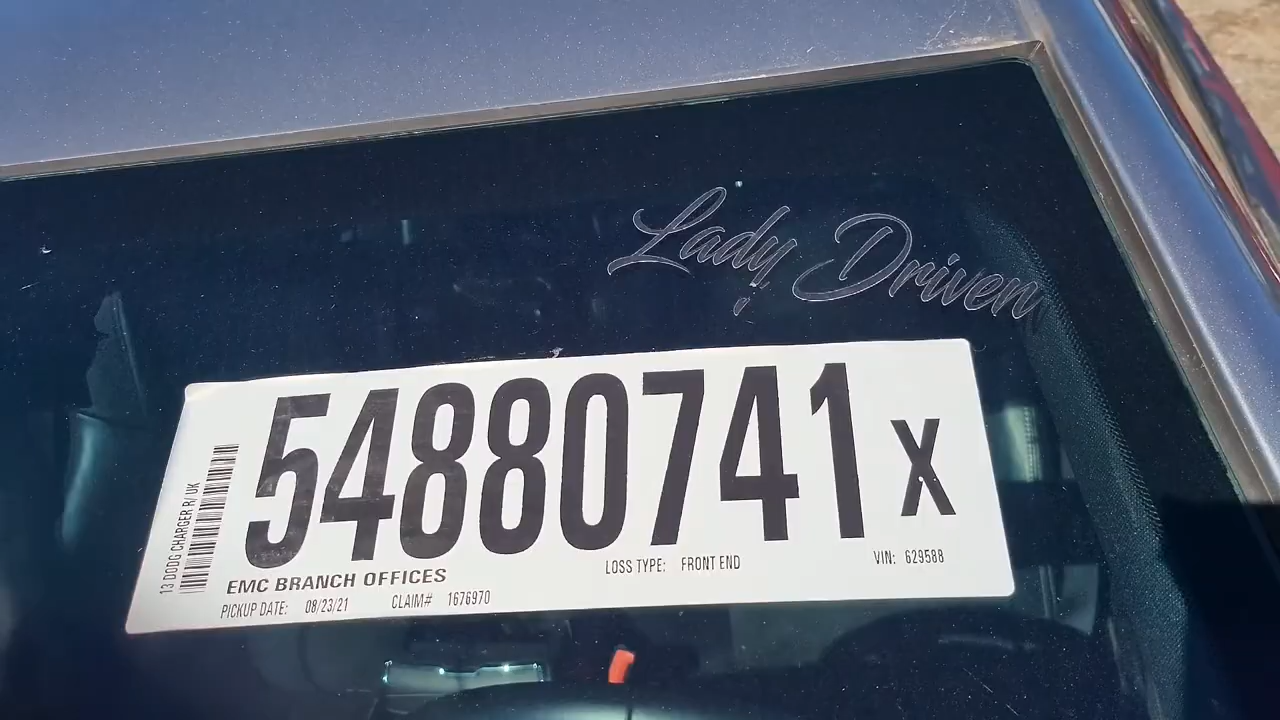 Lady Driven
54880741 X
13 DODG CHARGER R/ UK
EMC BRANCH OFFICES
LOSS TYPE: FRONT END
VIN: 629588
PICKUP DATE: 08/23/21 CLAIM# 1676970